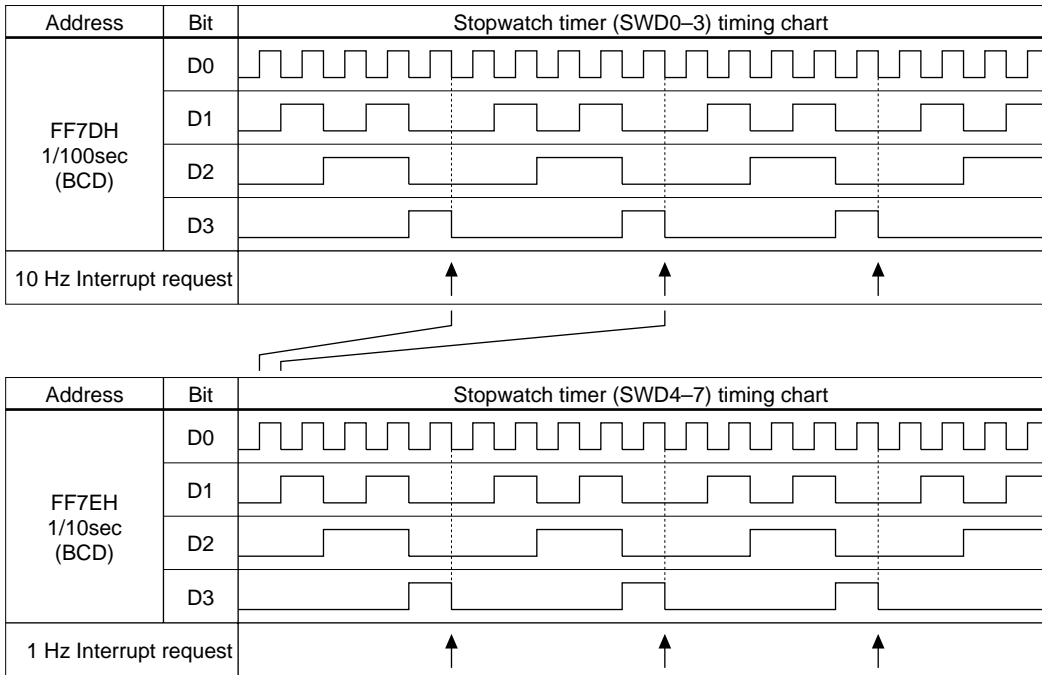 Address Bit Stopwatch timer (SWD0–3) timing chart
FF7DH
1/100sec
(BCD)
D0
D1
D2
D3
10 Hz Interrupt request
Address Bit Stopwatch timer (SWD4–7) timing chart
FF7EH
1/10sec
(BCD)
D0
D1
D2
D3
1 Hz Interrupt request